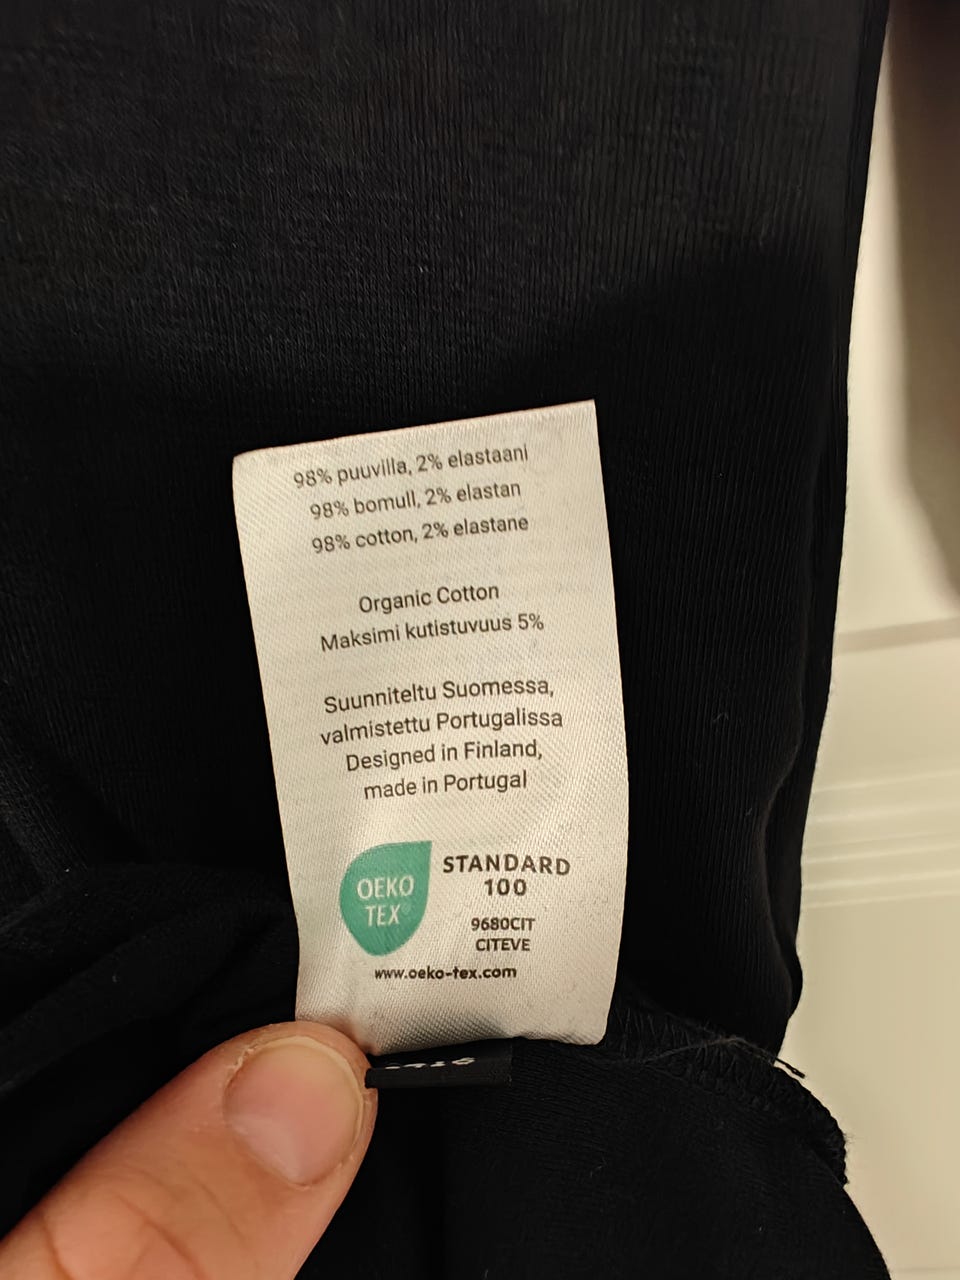 98% puuvilla, 2% elastaani
98% bomull, 2% elastan
98% cotton, 2% elastane
Organic Cotton
Maksimi kutistuvuus 5%
Suunniteltu Suomessa,
valmistettu Portugalissa
Designed in Finland,
made in Portugal
OEKO
TEX®
STANDARD
100
9680CIT
CITEVE
www.oeko-tex.com